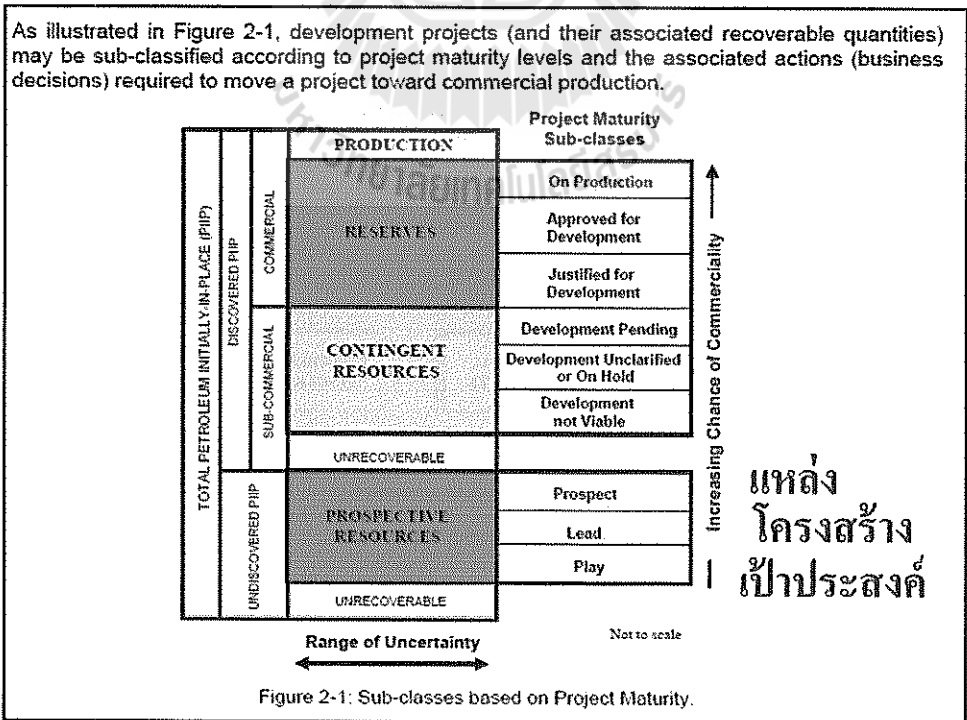 As illustrated in Figure 2-1, development projects (and their associated recoverable quantities)
may be sub-classified according to project maturity levels and the associated actions (business
decisions) required to move a project toward commercial production.
Project Maturity
Sub-classes
PRODUCTION
On Production
RESERVES
Approved for
Development
Justified for
Development
CONTINGENT
RESOURCES
Development Pending
Development Unclarified
or On Hold
Development
not Viable
UNRECOVERABLE
PROSPECTIVE
RESOURCES
Prospect
Lead
Play
UNRECOVERABLE
TOTAL PETROLEUM INITIALLY-IN-PLACE (PIIP)
DISCOVERED PIIP
UNDISCOVERED PIIP
COMMERCIAL
SUB-COMMERCIAL
Increasing Chance of Commerciality
แหล่ง
โครงสร้าง
เป้าประสงค์
Range of Uncertainty
Not to scale
Figure 2-1: Sub-classes based on Project Maturity.